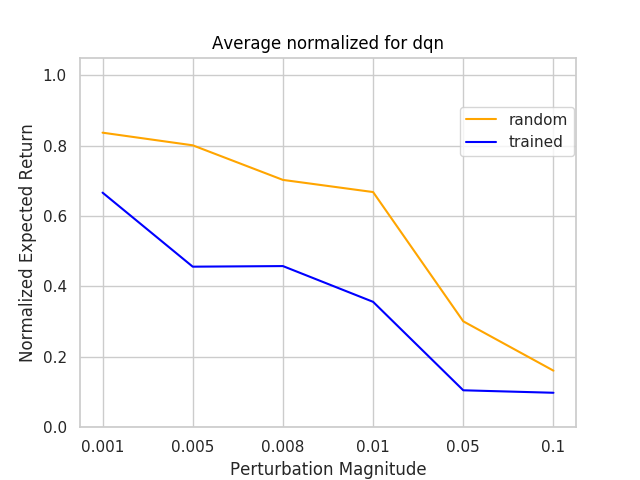 Average normalized for dqn
Normalized Expected Return
1.0
0.8
0.6
0.4
0.2
0.0
random
trained
0.001 0.005 0.008 0.01 0.05 0.1
Perturbation Magnitude